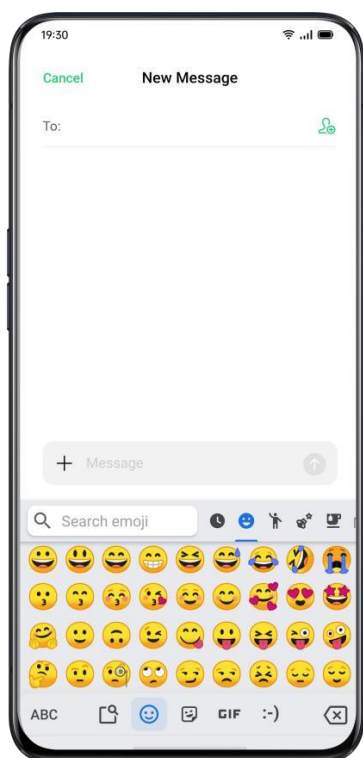 19:30
Cancel New Message
To:
Message
Search emoji
ABC GIF :-)